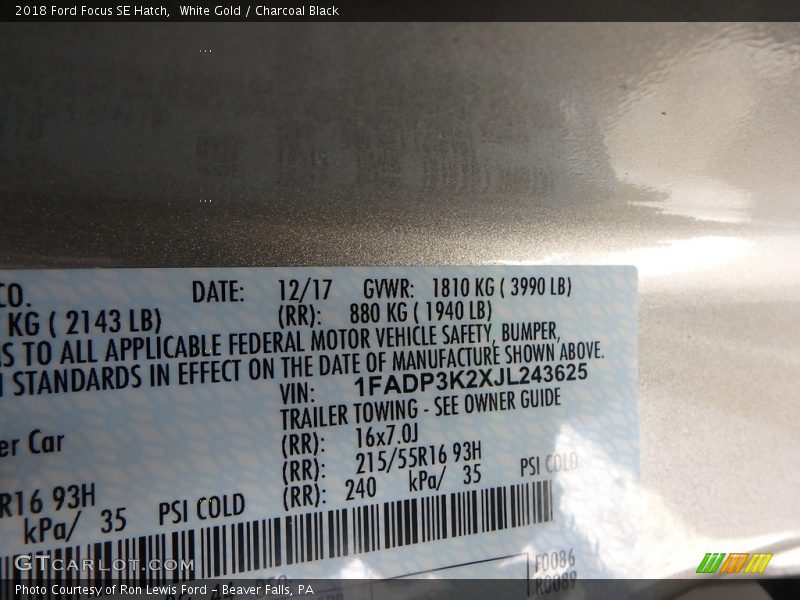 2018 Ford Focus SE Hatch,  White Gold / Charcoal Black
CO. DATE: 12/17 GVWR: 1810 KG ( 3990 LB)
KG ( 2143 LB) (RR): 880 KG ( 1940 LB)
S TO ALL APPLICABLE FEDERAL MOTOR VEHICLE SAFETY, BUMPER,
STANDARDS IN EFFECT ON THE DATE OF MANUFACTURE SHOWN ABOVE.
VIN: 1FADP3K2XJL243625
TRAILER TOWING - SEE OWNER GUIDE
er Car (RR): 16x7.0J
R16 93H (RR): 215/55R16 93H
kPa/ 35 PSI COLD (RR): 240 kPa/ 35 PSI COLD
F0086
R0089
GTcarlot.com
Photo Courtesy of Ron Lewis Ford - Beaver Falls, PA